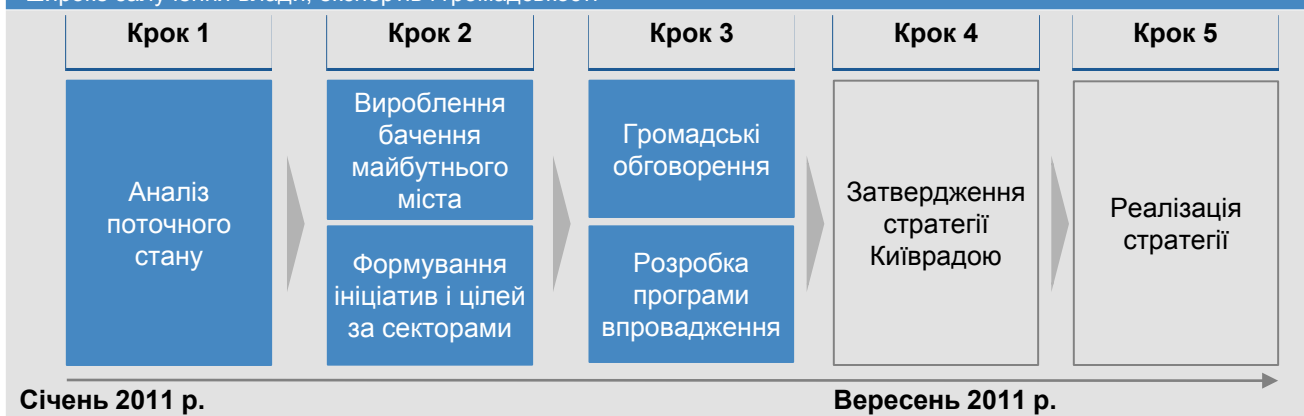 Крок 1
Крок 2
Крок 3
Крок 4
Крок 5
Аналіз
поточного
стану
Вироблення
бачення
майбутнього
міста
Формування
ініціатив і цілей
за секторами
Громадські
обговорення
Розробка
програми
впровадження
Затвердження
стратегії
Київрадою
Реалізація
стратегії
Січень 2011 р.
Вересень 2011 р.